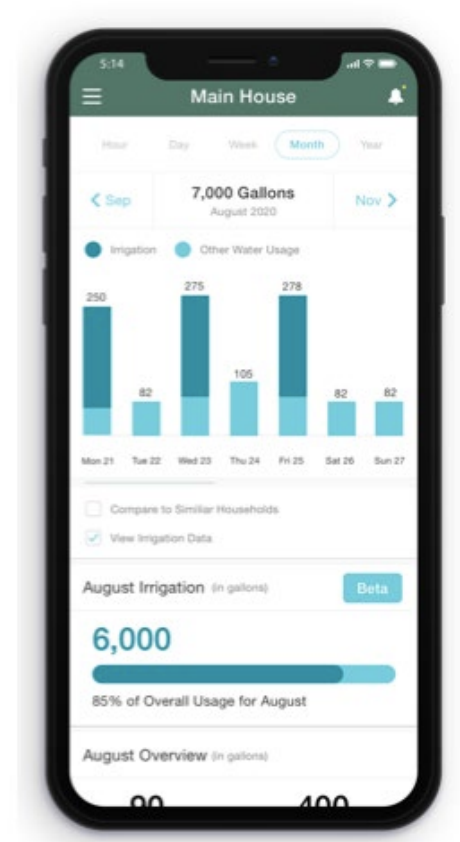 5:14
Main House
Hour Day Week Month Year
Sep 7,000 Gallons Nov
August 2020
Irrigation Other Water Usage
250 275 278
82 105 82 82
Mon 21 Tue 22 Wed 23 Thu 24 Fri 25 Sat 26 Sun 27
Compare to Similiar Households
View Irrigation Data
August Irrigation (in gallons) Beta
6,000
85% of Overall Usage for August
August Overview (in gallons)
90 400